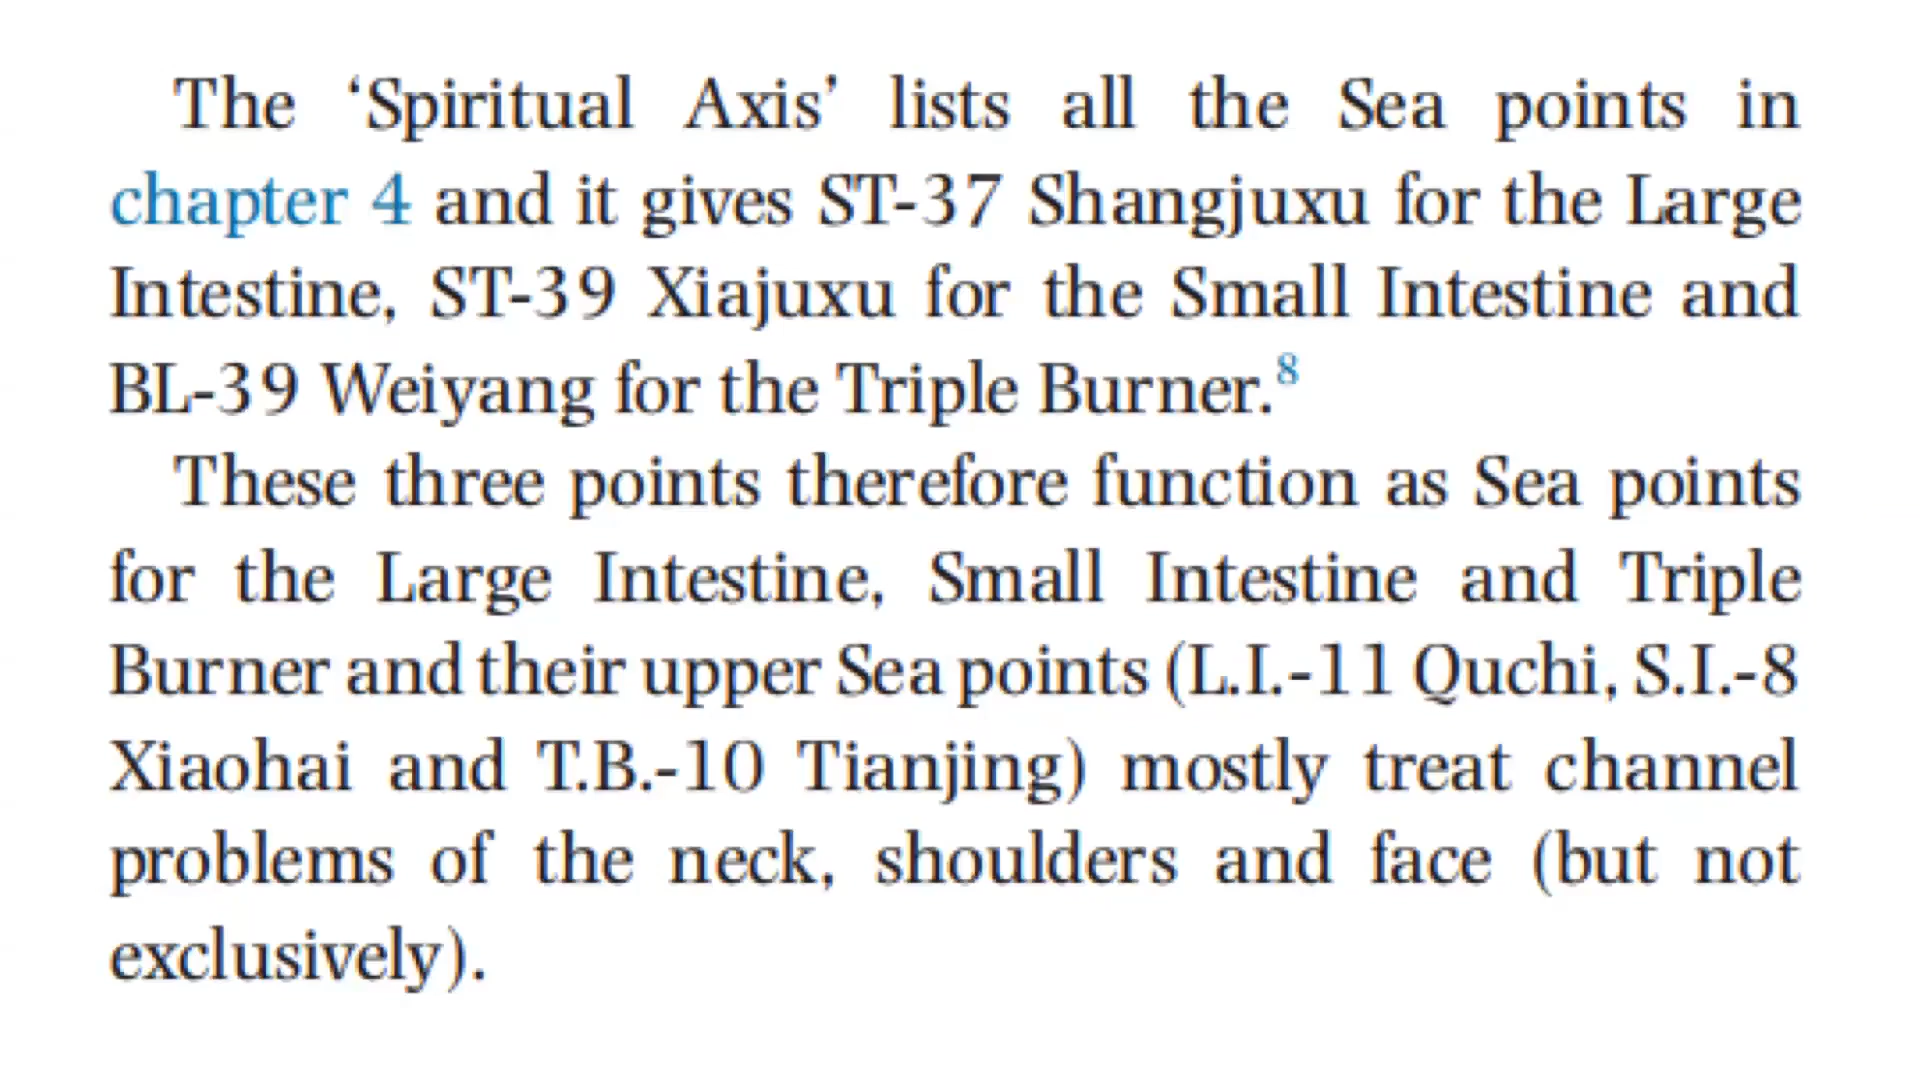 The ‘Spiritual Axis’ lists all the Sea points in
chapter 4 and it gives ST-37 Shangjuxu for the Large
Intestine, ST-39 Xiajuxu for the Small Intestine and
BL-39 Weiyang for the Triple Burner.8
These three points therefore function as Sea points
for the Large Intestine, Small Intestine and Triple
Burner and their upper Sea points (L.I.-11 Quchi, S.I.-8
Xiaohai and T.B.-10 Tianjing) mostly treat channel
problems of the neck, shoulders and face (but not
exclusively).